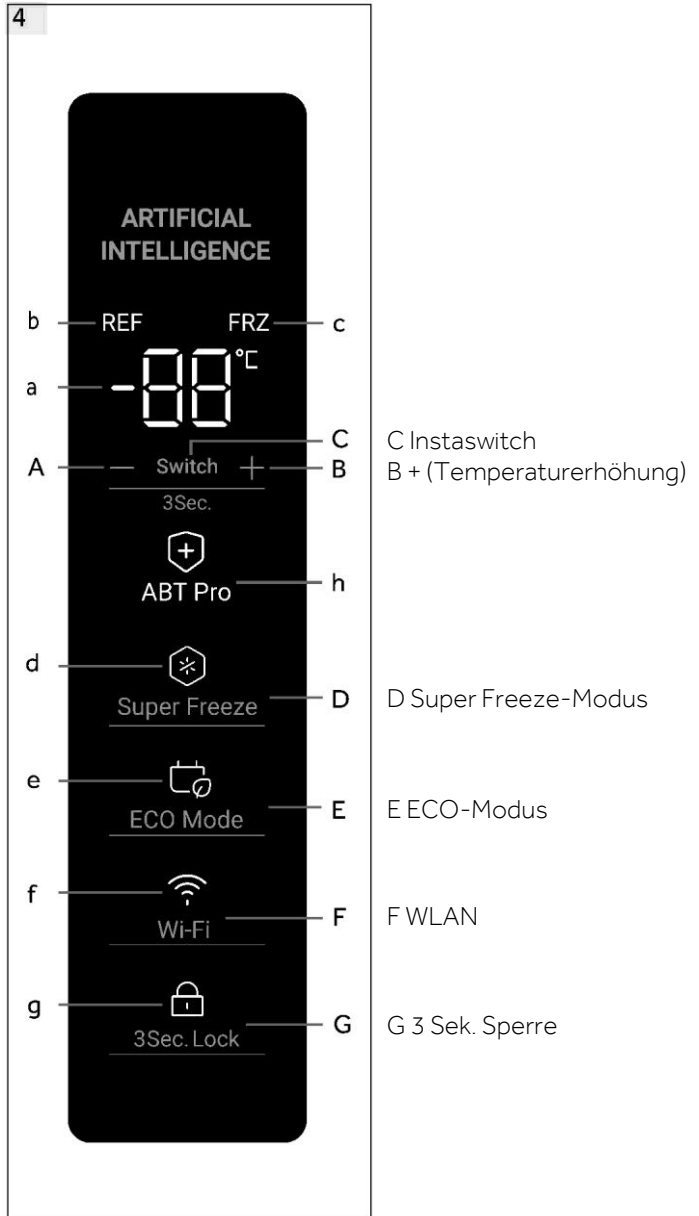 4
ARTIFICIAL
INTELLIGENCE
b REF FRZ c
a -88 °C
C C Instaswitch
A — Switch + B B + (Temperaturerhöhung)
3Sec.
ABT Pro h
d
Super Freeze D D Super Freeze-Modus
e
ECO Mode E E ECO-Modus
f
Wi-Fi F F WLAN
g
3Sec. Lock G G 3 Sek. Sperre